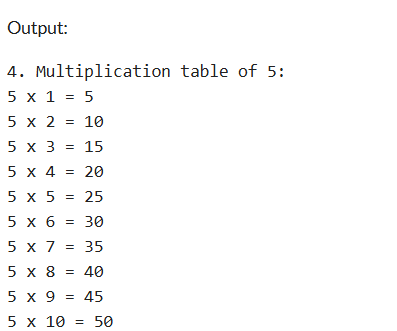 Output:
4. Multiplication table of 5:
5 x 1 = 5
5 x 2 = 10
5 x 3 = 15
5 x 4 = 20
5 x 5 = 25
5 x 6 = 30
5 x 7 = 35
5 x 8 = 40
5 x 9 = 45
5 x 10 = 50